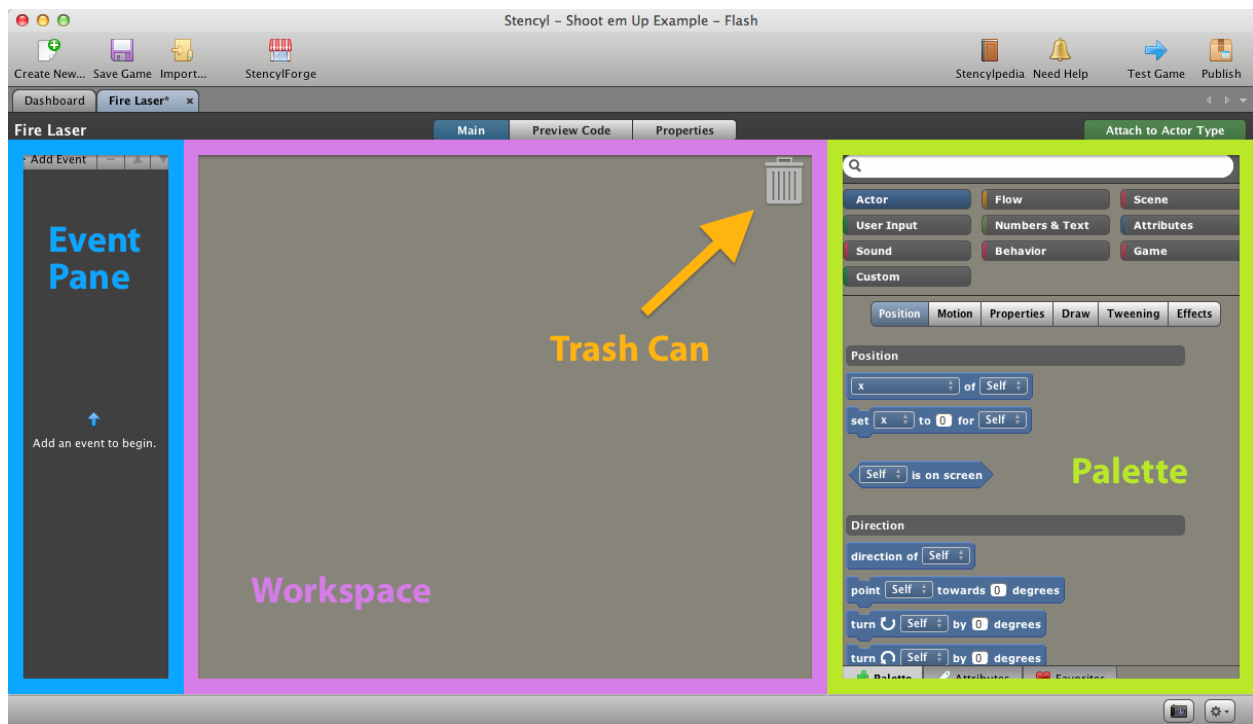 Stencyl – Shoot em Up Example – Flash
Create New... Save Game Import... StencylForge Stencylpedia Need Help Test Game Publish
Dashboard Fire Laser* ×
Fire Laser Main Preview Code Properties Attach to Actor Type
Add Event
Event
Pane
Add an event to begin.
Trash Can
Workspace
Actor Flow Scene
User Input Numbers & Text Attributes
Sound Behavior Game
Custom
Position Motion Properties Draw Tweening Effects
Position
x of Self
set x to 0 for Self
Self is on screen
Palette
Direction
direction of Self
point Self towards 0 degrees
turn Self by 0 degrees
turn Self by 0 degrees
Palette Attributes Favorites